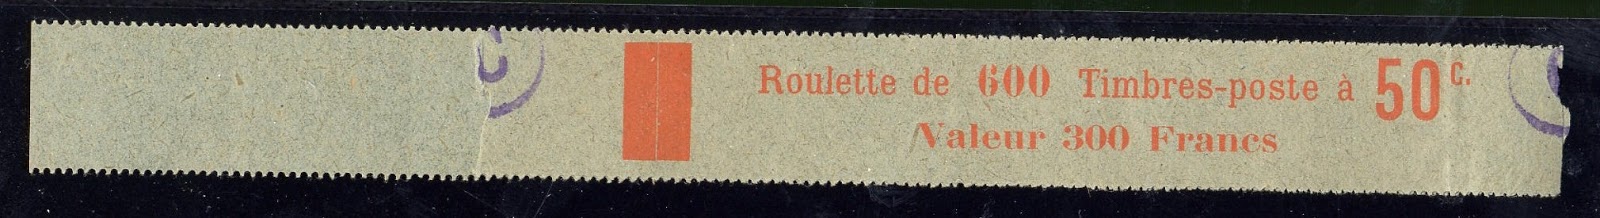 Roulette de 600 Timbres-poste à 50 C.
Valeur 300 Francs